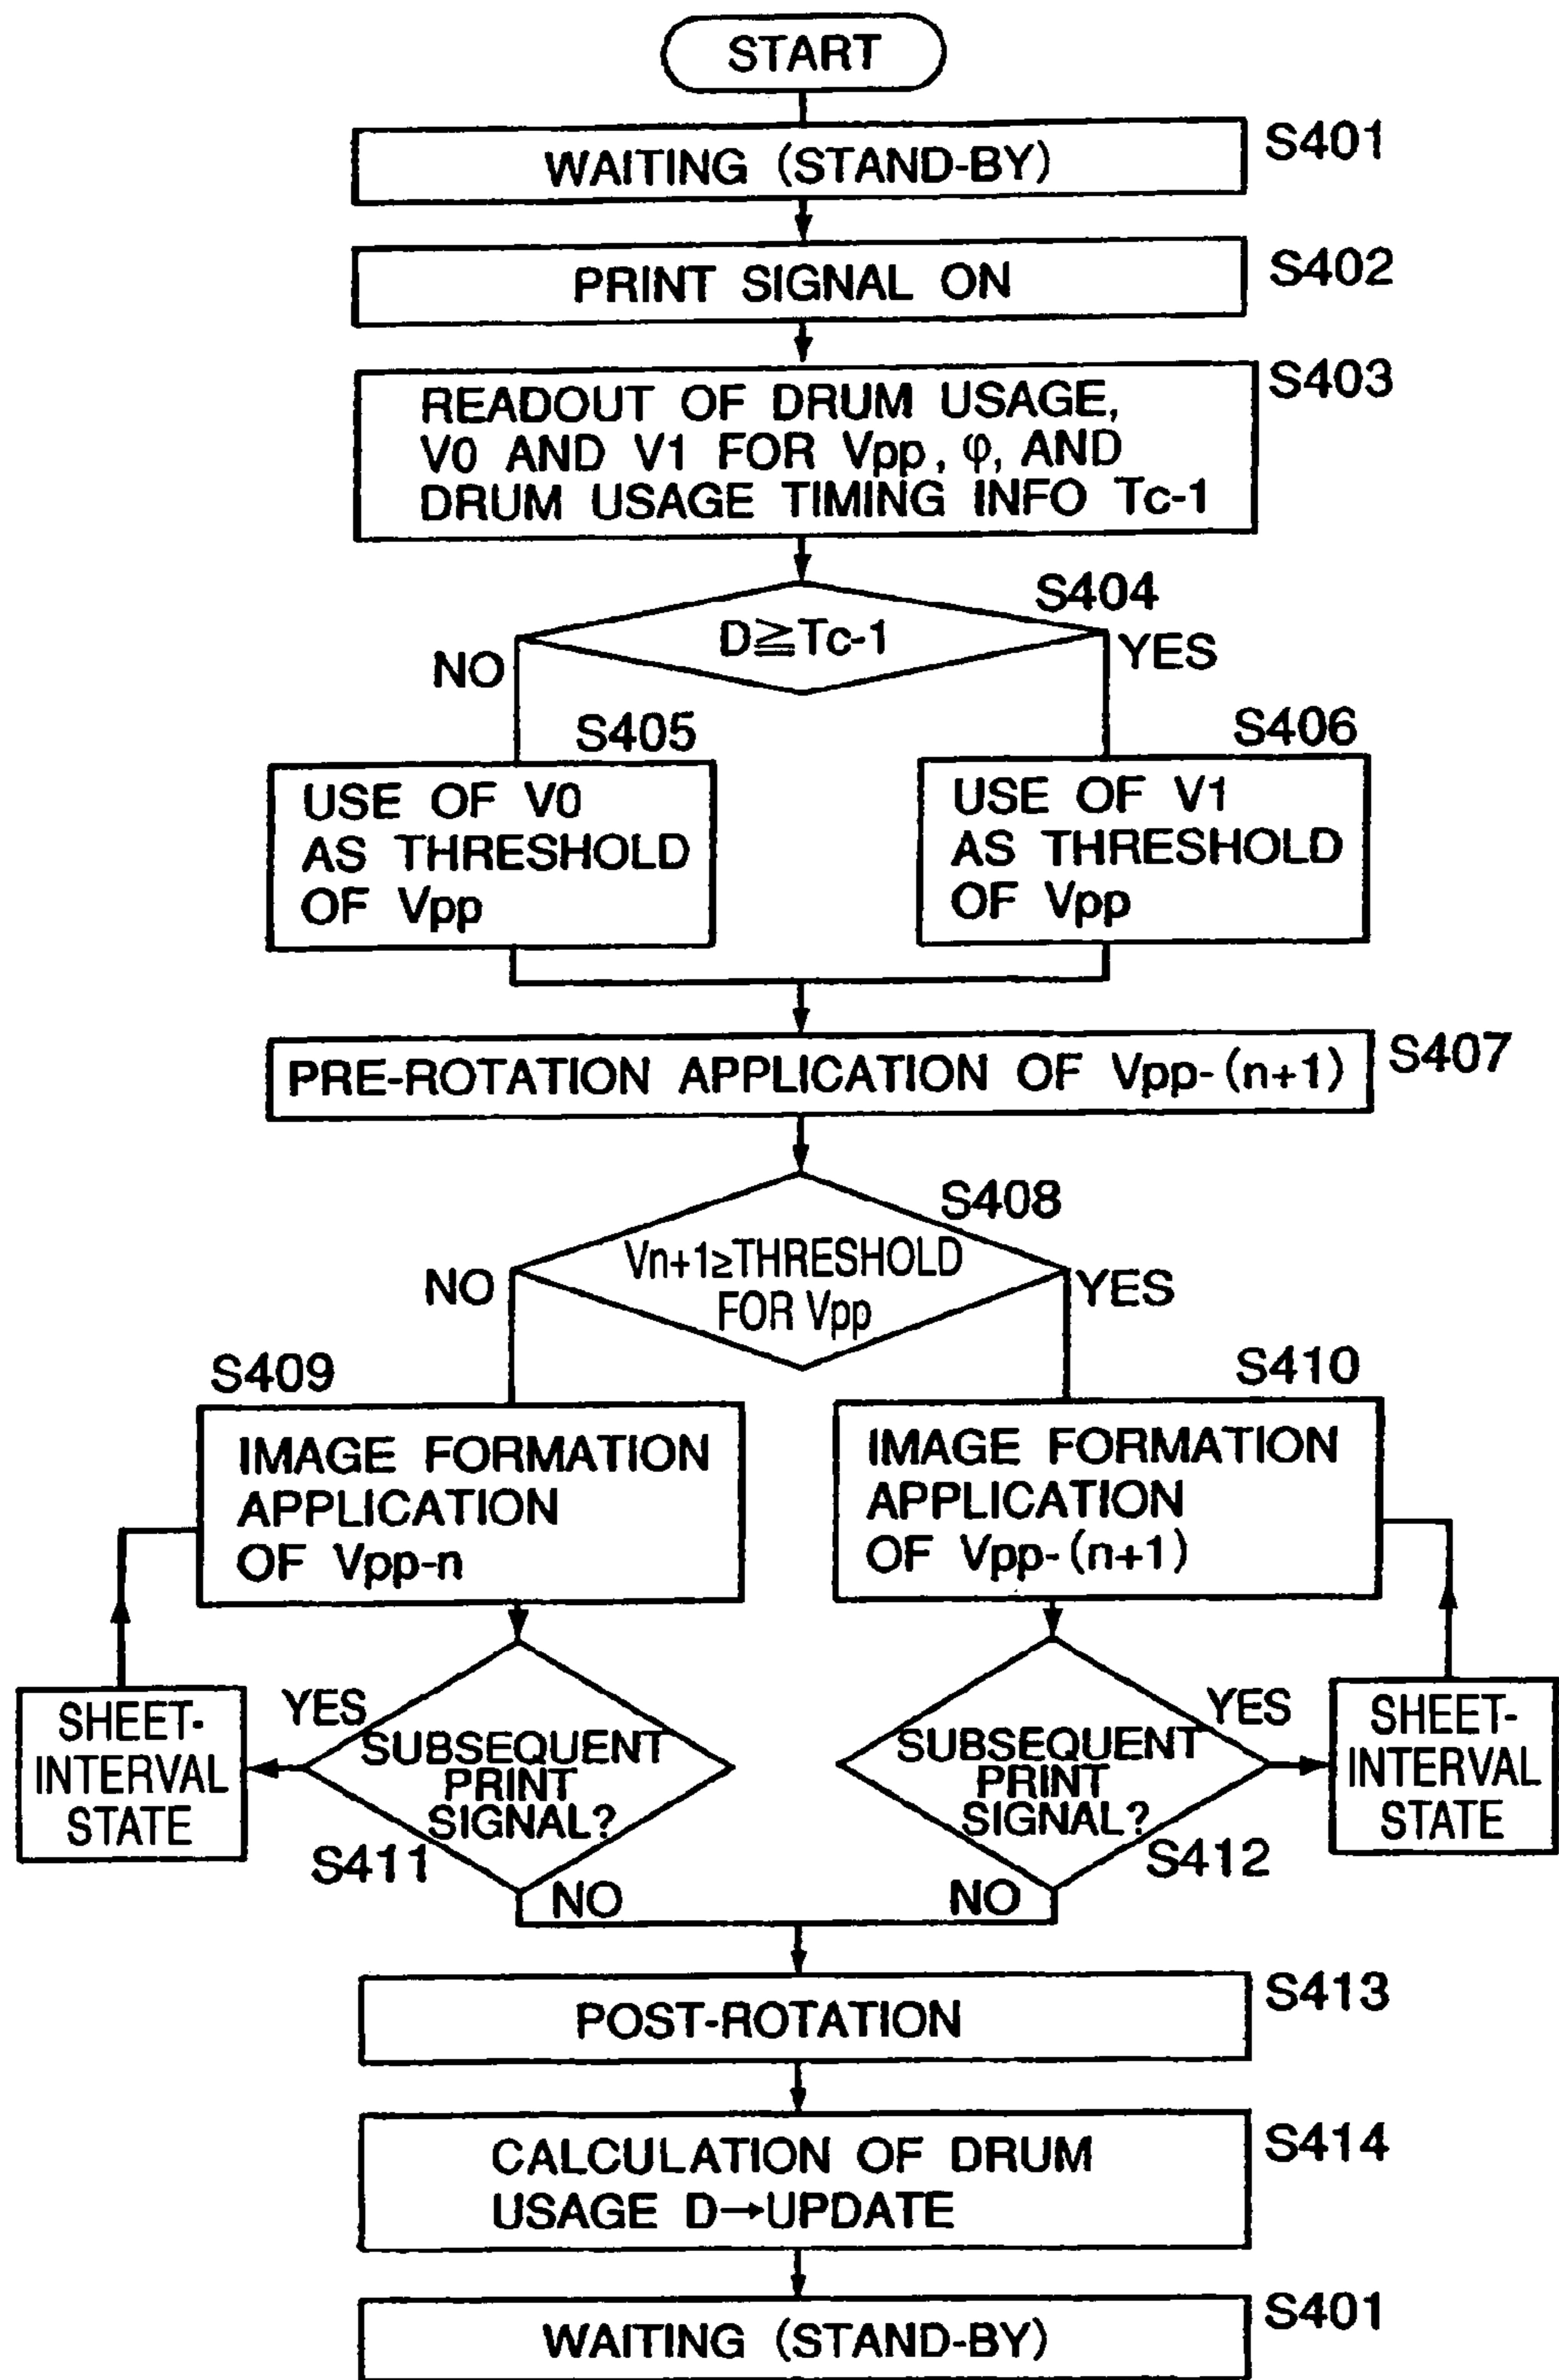 START
WAITING (STAND-BY)
S401
PRINT SIGNAL ON
S402
READOUT OF DRUM USAGE,
V0 AND V1 FOR Vpp, φ, AND
DRUM USAGE TIMING INFO Tc-1
S403
S404
D≧Tc-1
NO
YES
S405
S406
USE OF V0
AS THRESHOLD
OF Vpp
USE OF V1
AS THRESHOLD
OF Vpp
PRE-ROTATION APPLICATION OF Vpp-(n+1)
S407
S408
Vn+1≥THRESHOLD
FOR Vpp
NO
YES
S409
S410
IMAGE FORMATION
APPLICATION
OF Vpp-n
IMAGE FORMATION
APPLICATION
OF Vpp-(n+1)
SHEET-
INTERVAL
STATE
YES
SUBSEQUENT
PRINT
SIGNAL?
S411
NO
SUBSEQUENT
PRINT
SIGNAL?
YES
S412
NO
SHEET-
INTERVAL
STATE
POST-ROTATION
S413
CALCULATION OF DRUM
USAGE D→UPDATE
S414
WAITING (STAND-BY)
S401